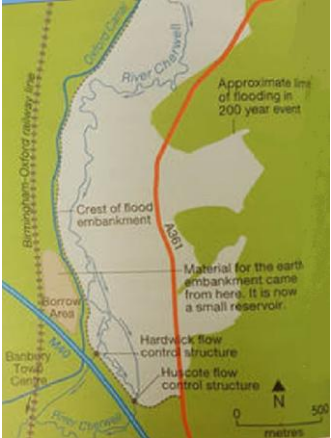 Oxford Canal
River Cherwell
Birmingham-Oxford railway line
Approximate limit
of flooding in
200 year event
Crest of flood
embankment
A361
Material for the earth
embankment came
from here. It is now
a small reservoir.
Borrow
Area
M40
Hardwick flow
control structure
Banbury
Town
Centre
Huscote flow
control structure
River Cherwell
N
0 500
metres